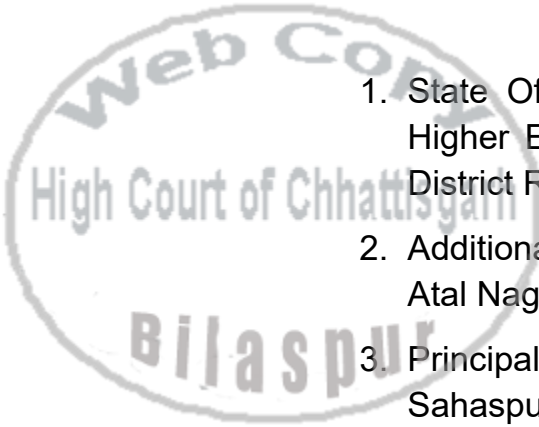 Web Copy
High Court of Chhattisgarh
Bilaspur
1. State Of
Higher E
District R
2. Additiona
Atal Nag
3. Principal
Sahaspu